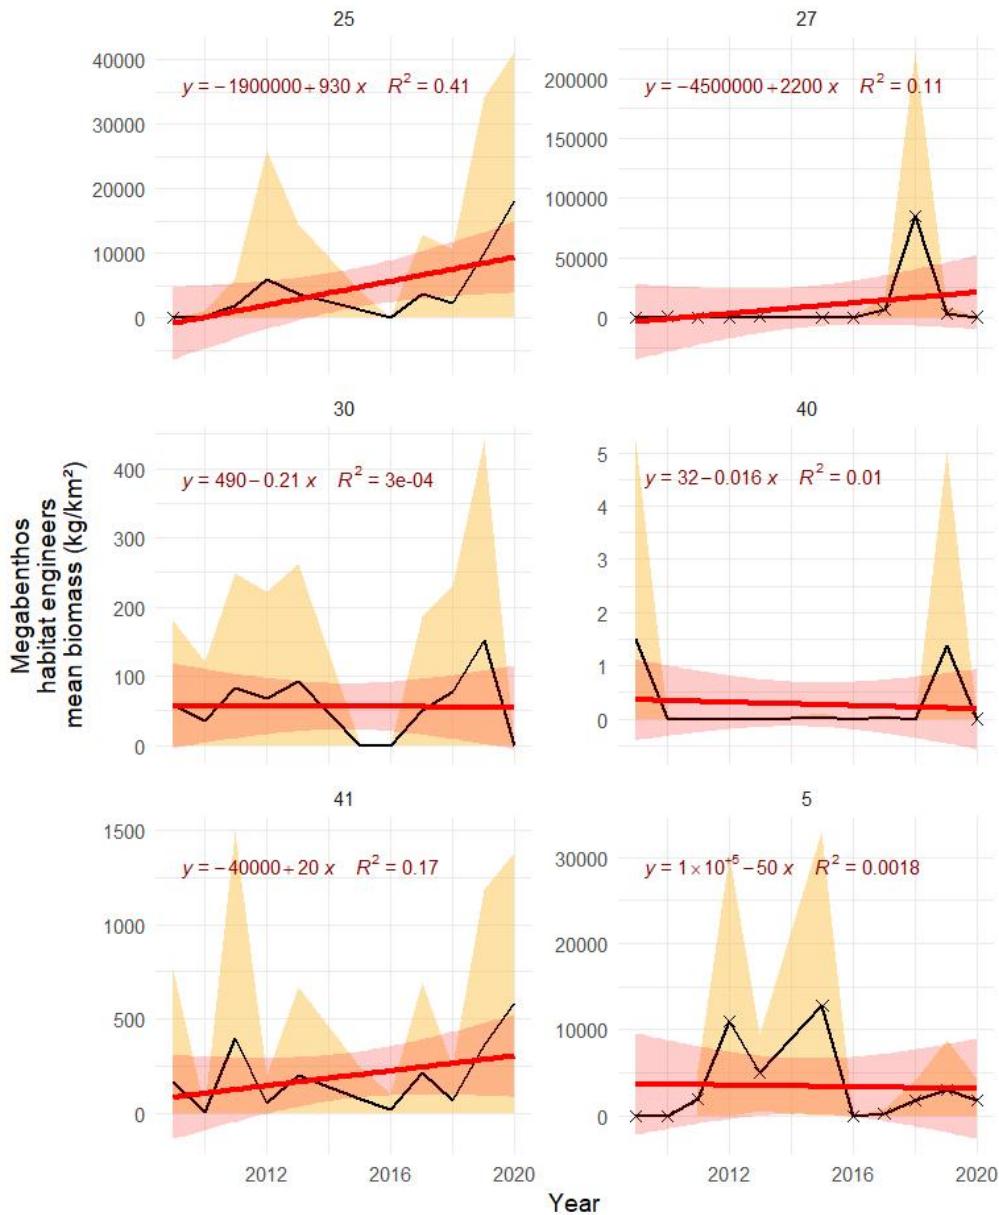 25
27
y = −1900000+930 x R² = 0.41
y = −4500000+2200 x R² = 0.11
40000
30000
20000
10000
0
200000
150000
100000
50000
0
30
40
y = 490−0.21 x R² = 3e-04
y = 32−0.016 x R² = 0.01
400
300
200
100
0
5
4
3
2
1
0
Megabenthos
habitat engineers
mean biomass (kg/km²)
41
5
y = −40000+20 x R² = 0.17
y = 1×10⁺⁵−50 x R² = 0.0018
1500
1000
500
0
30000
20000
10000
0
2012 2016 2020
2012 2016 2020
Year